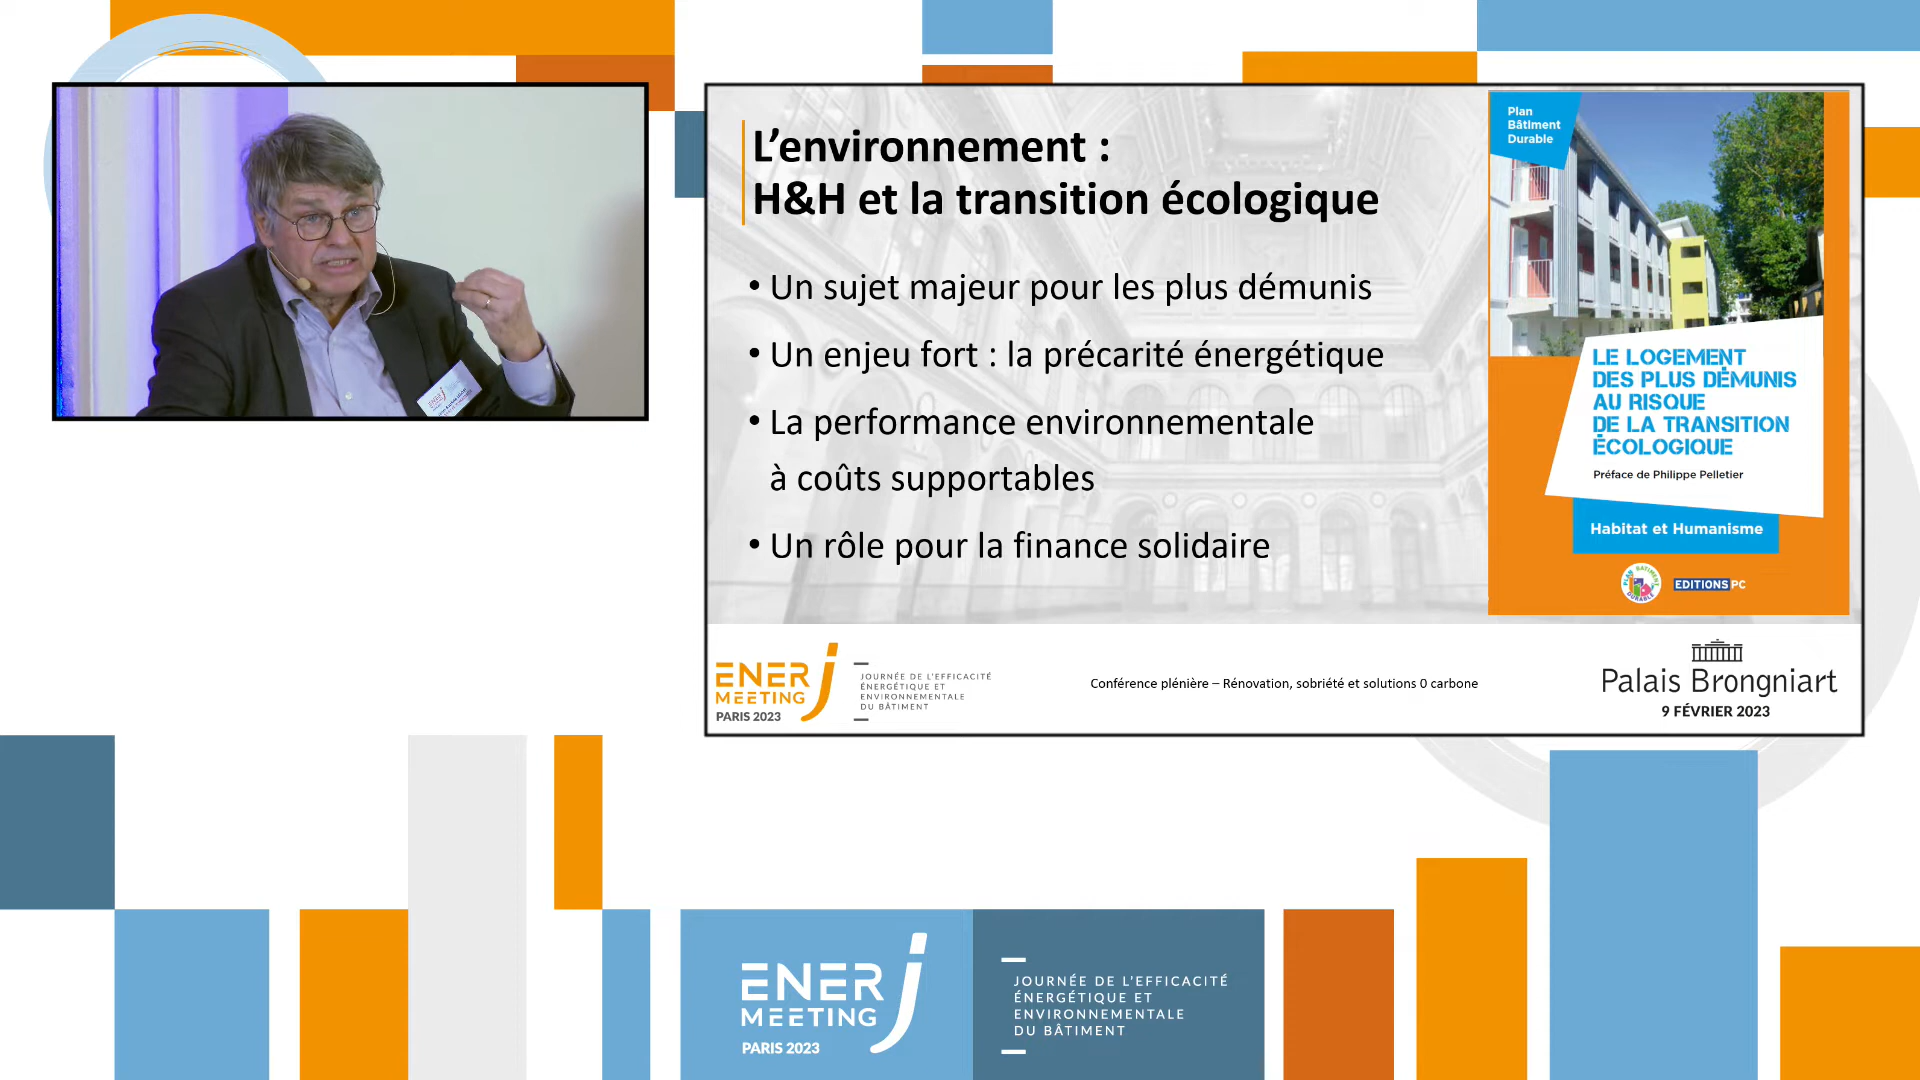 L’environnement :
H&H et la transition écologique
• Un sujet majeur pour les plus démunis
• Un enjeu fort : la précarité énergétique
• La performance environnementale
à coûts supportables
• Un rôle pour la finance solidaire
Plan
Bâtiment
Durable
LE LOGEMENT
DES PLUS DÉMUNIS
AU RISQUE
DE LA TRANSITION
ÉCOLOGIQUE
Préface de Philippe Pelletier
Habitat et Humanisme
PLAN BATIMENT DURABLE
EDITIONS PC
ENER J
MEETING
PARIS 2023
JOURNÉE DE L’EFFICACITÉ
ÉNERGÉTIQUE ET
ENVIRONNEMENTALE
DU BÂTIMENT
Conférence plénière – Rénovation, sobriété et solutions 0 carbone
Palais Brongniart
9 FÉVRIER 2023
ENER J
MEETING
PARIS 2023
JOURNÉE DE L’EFFICACITÉ
ÉNERGÉTIQUE ET
ENVIRONNEMENTALE
DU BÂTIMENT